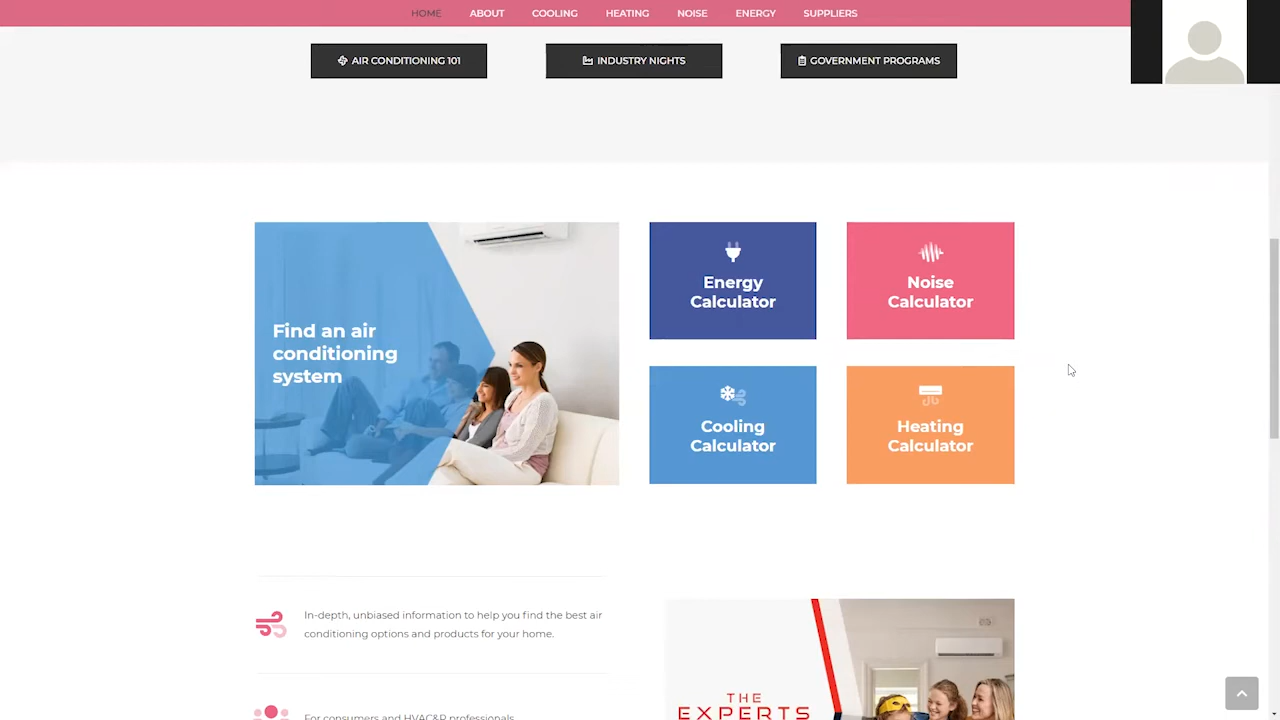 HOME ABOUT COOLING HEATING NOISE ENERGY SUPPLIERS
AIR CONDITIONING 101 INDUSTRY NIGHTS GOVERNMENT PROGRAMS
Find an air
conditioning
system
Energy
Calculator
Noise
Calculator
Cooling
Calculator
Heating
Calculator
In-depth, unbiased information to help you find the best air
conditioning options and products for your home.
For consumers and HVAC&R professionals
THE
EXPERTS